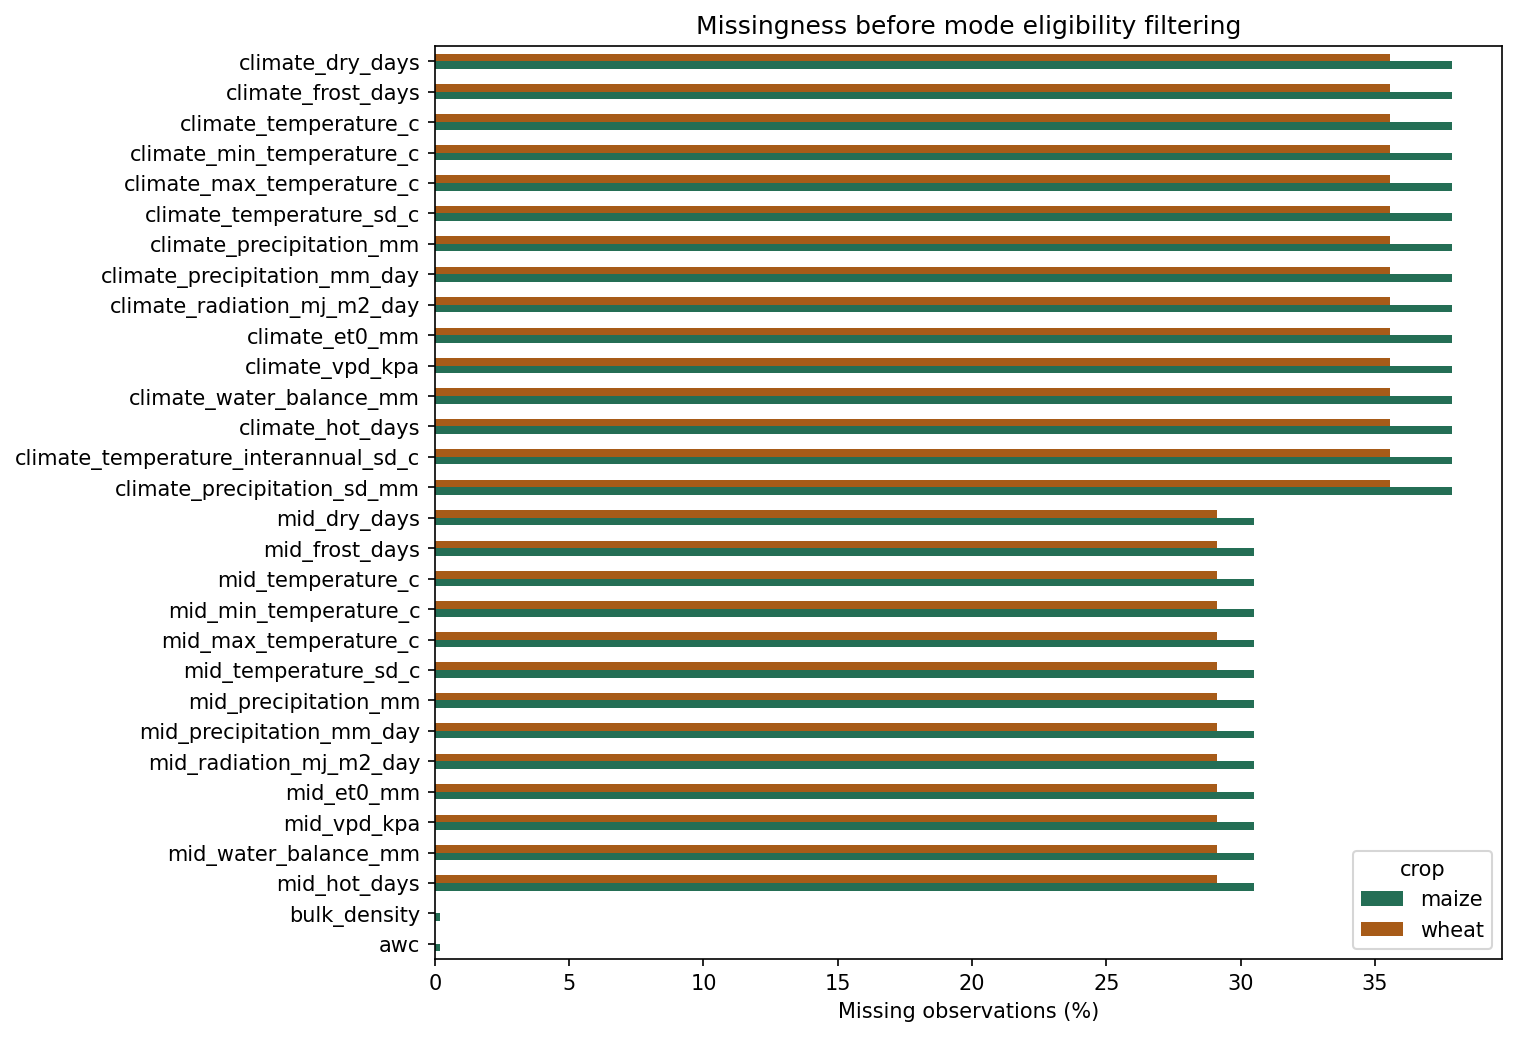 Missingness before mode eligibility filtering
climate_dry_days
climate_frost_days
climate_temperature_c
climate_min_temperature_c
climate_max_temperature_c
climate_temperature_sd_c
climate_precipitation_mm
climate_precipitation_mm_day
climate_radiation_mj_m2_day
climate_et0_mm
climate_vpd_kpa
climate_water_balance_mm
climate_hot_days
climate_temperature_interannual_sd_c
climate_precipitation_sd_mm
mid_dry_days
mid_frost_days
mid_temperature_c
mid_min_temperature_c
mid_max_temperature_c
mid_temperature_sd_c
mid_precipitation_mm
mid_precipitation_mm_day
mid_radiation_mj_m2_day
mid_et0_mm
mid_vpd_kpa
mid_water_balance_mm
mid_hot_days
bulk_density
awc
crop
maize
wheat
0 5 10 15 20 25 30 35
Missing observations (%)